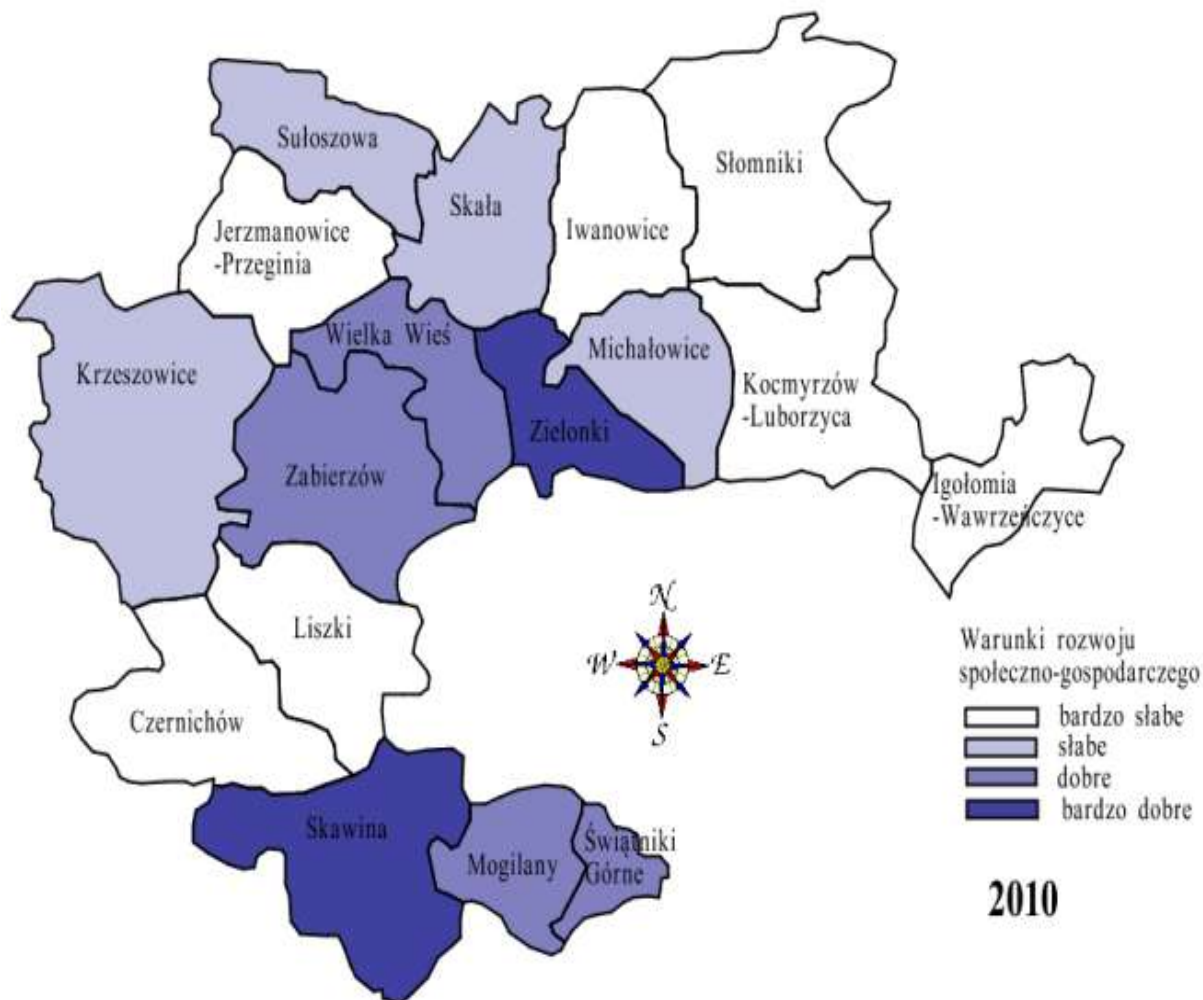 Sułoszowa
Słomniki
Skała
Jerzmanowice
-Przeginia
Iwanowice
Wielka Wieś
Michałowice
Krzeszowice
Kocmyrzów
-Luborzyca
Zielonki
Zabierzów
Igołomia
-Wawrzeńczyce
Liszki
Czernichów
Skawina
Mogilany
Świątniki
Górne
N
W
E
S
Warunki rozwoju
społeczno-gospodarczego
bardzo słabe
słabe
dobre
bardzo dobre
2010